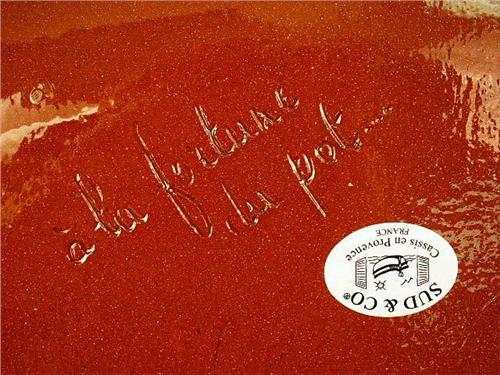 à la fortune
du pot...
SUD & CO®
Cassis en Provence
FRANCE